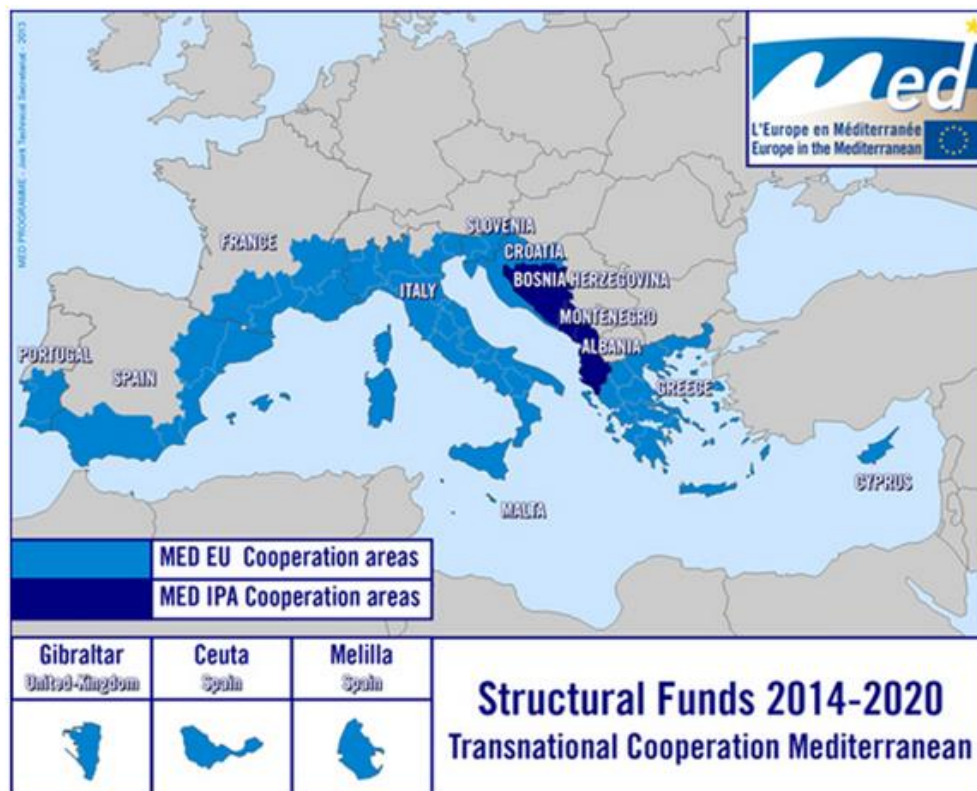 MED PROGRAMME - Joint Technical Secretariat - 2013
Med
L'Europe en Méditerranée
Europe in the Mediterranean
SLOVENIA
FRANCE
CROATIA
BOSNIA HERZEGOVINA
ITALY
MONTENEGRO
ALBANIA
PORTUGAL
SPAIN
GREECE
CYPRUS
MALTA
MED EU Cooperation areas
MED IPA Cooperation areas
Gibraltar
United-Kingdom
Ceuta
Spain
Melilla
Spain
Structural Funds 2014-2020
Transnational Cooperation Mediterranean